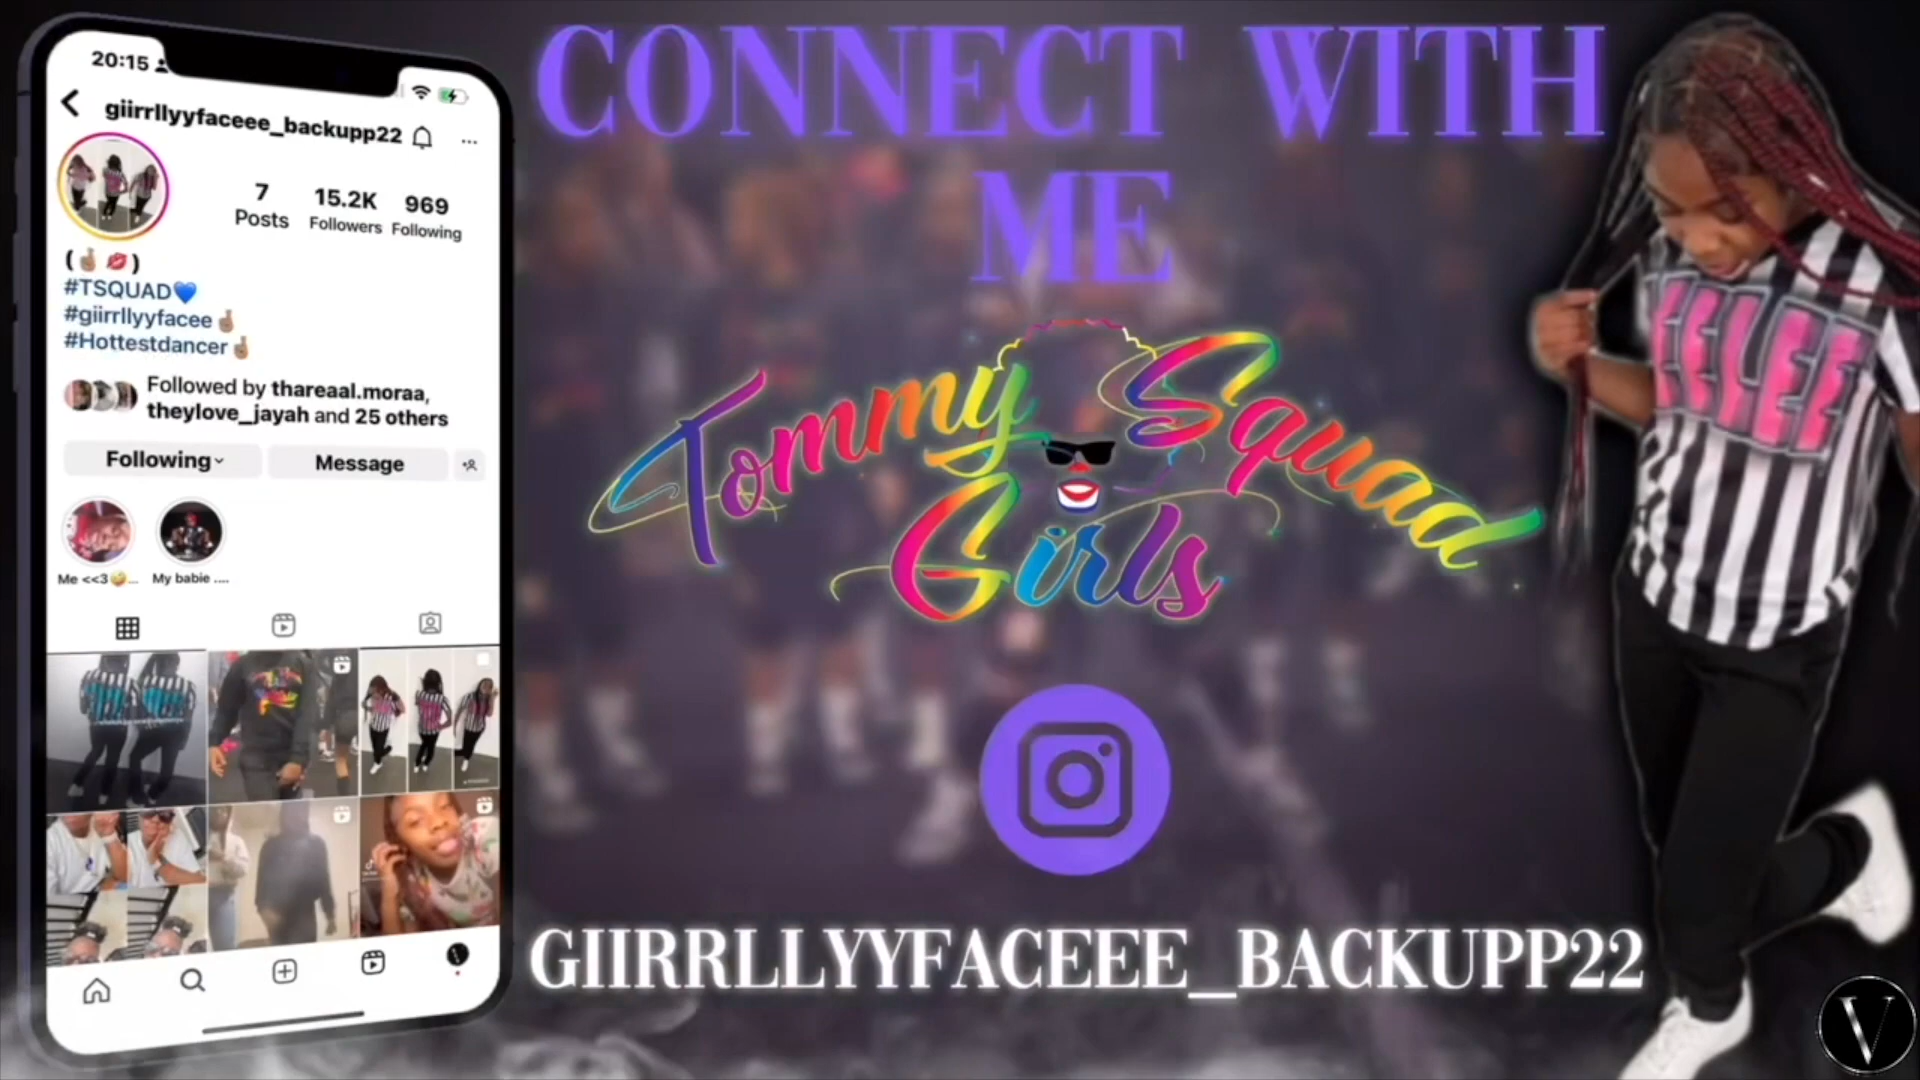 20:15
giirrllyyfaceee_backupp22
7 15.2K 969
Posts Followers Following
(🤞🏽 💋)
#TSQUAD💙
#giirrllyyfacee🤞🏽
#Hottestdancer🤞🏽
Followed by thareaal.moraa,
theylove_jayah and 25 others
Following Message
Me <<3🤣... My babie ....
CONNECT WITH
ME
Tommy Squad
Girls
GIIRRLLYYFACEEE_BACKUPP22
V